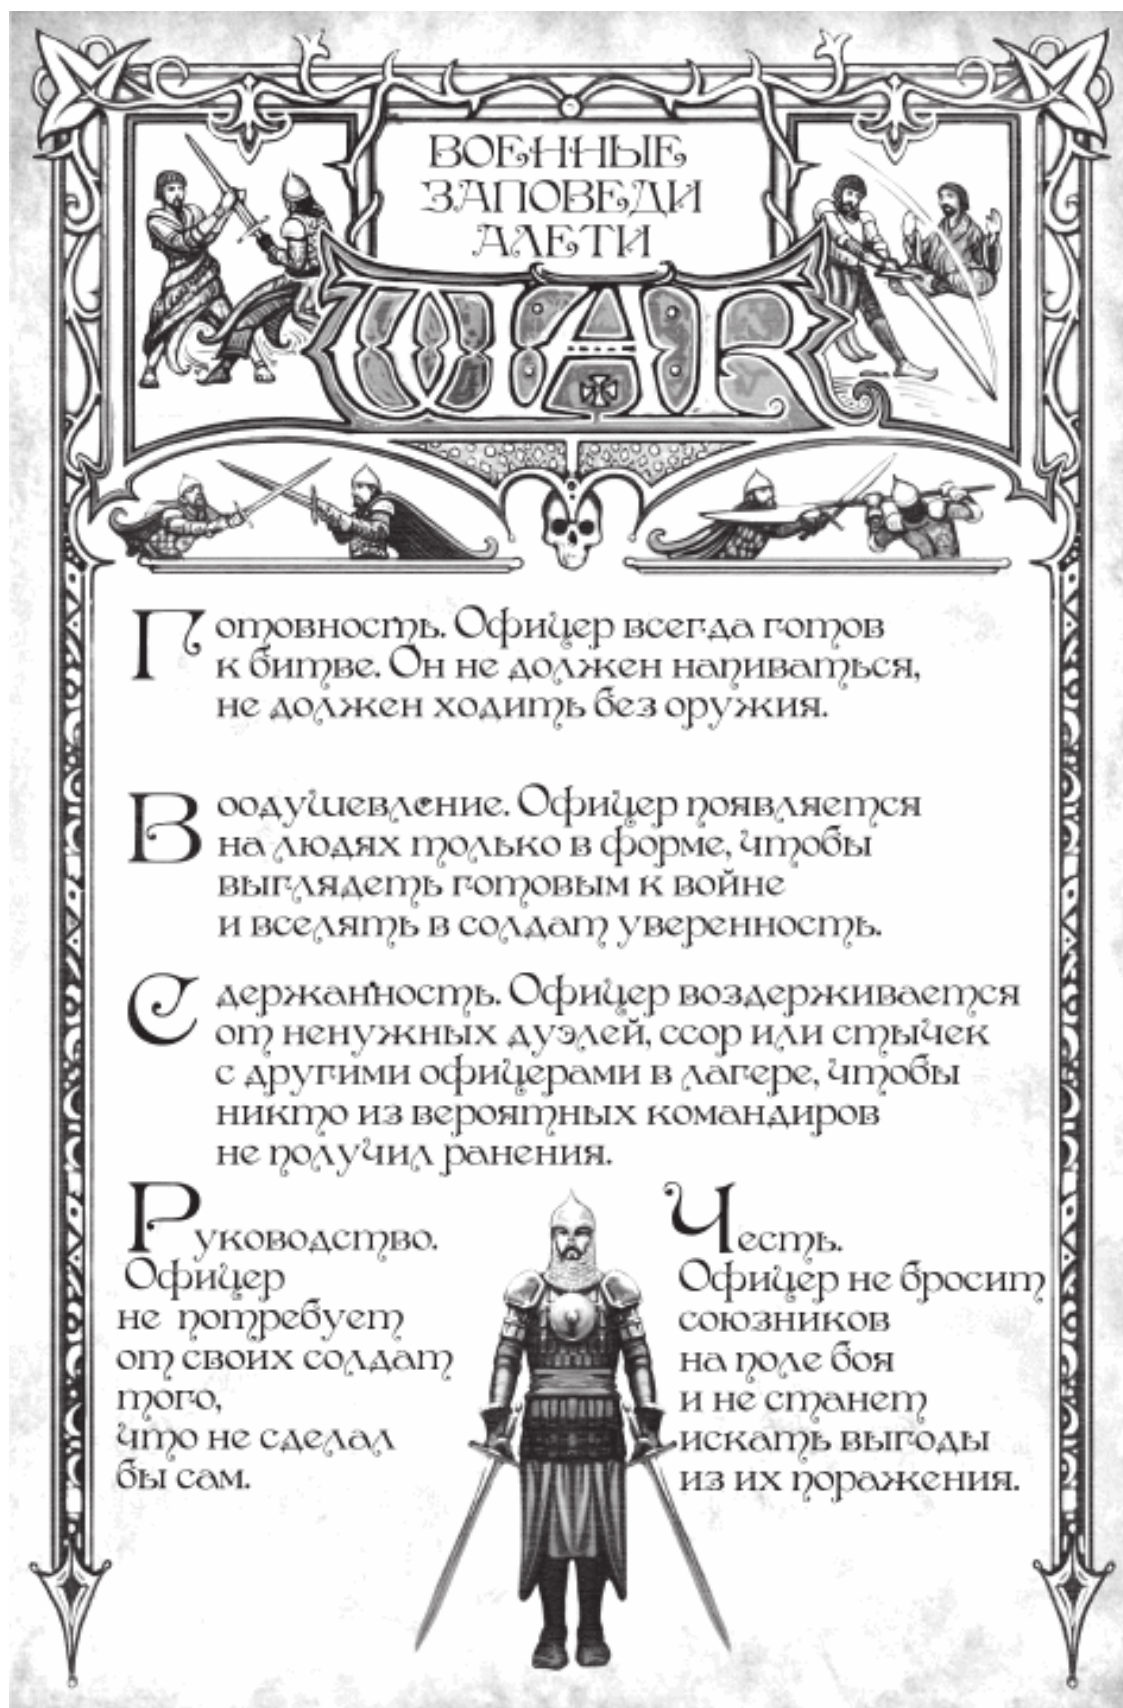 ВОЕННЫЕ
ЗАПОВЕДИ
АЛЕТИ
WAR
Готовность. Офицер всегда готов
к битве. Он не должен напиваться,
не должен ходить без оружия.
Воодушевление. Офицер появляется
на людях только в форме, чтобы
выглядеть готовым к войне
и вселять в солдат уверенность.
Сдержанность. Офицер воздерживается
от ненужных дуэлей, ссор или стычек
с другими офицерами в лагере, чтобы
никто из вероятных командиров
не получил ранения.
Руководство.
Офицер
не потребует
от своих солдат
того,
что не сделал
бы сам.
Честь.
Офицер не бросит
союзников
на поле боя
и не станет
искать выгоды
из их поражения.